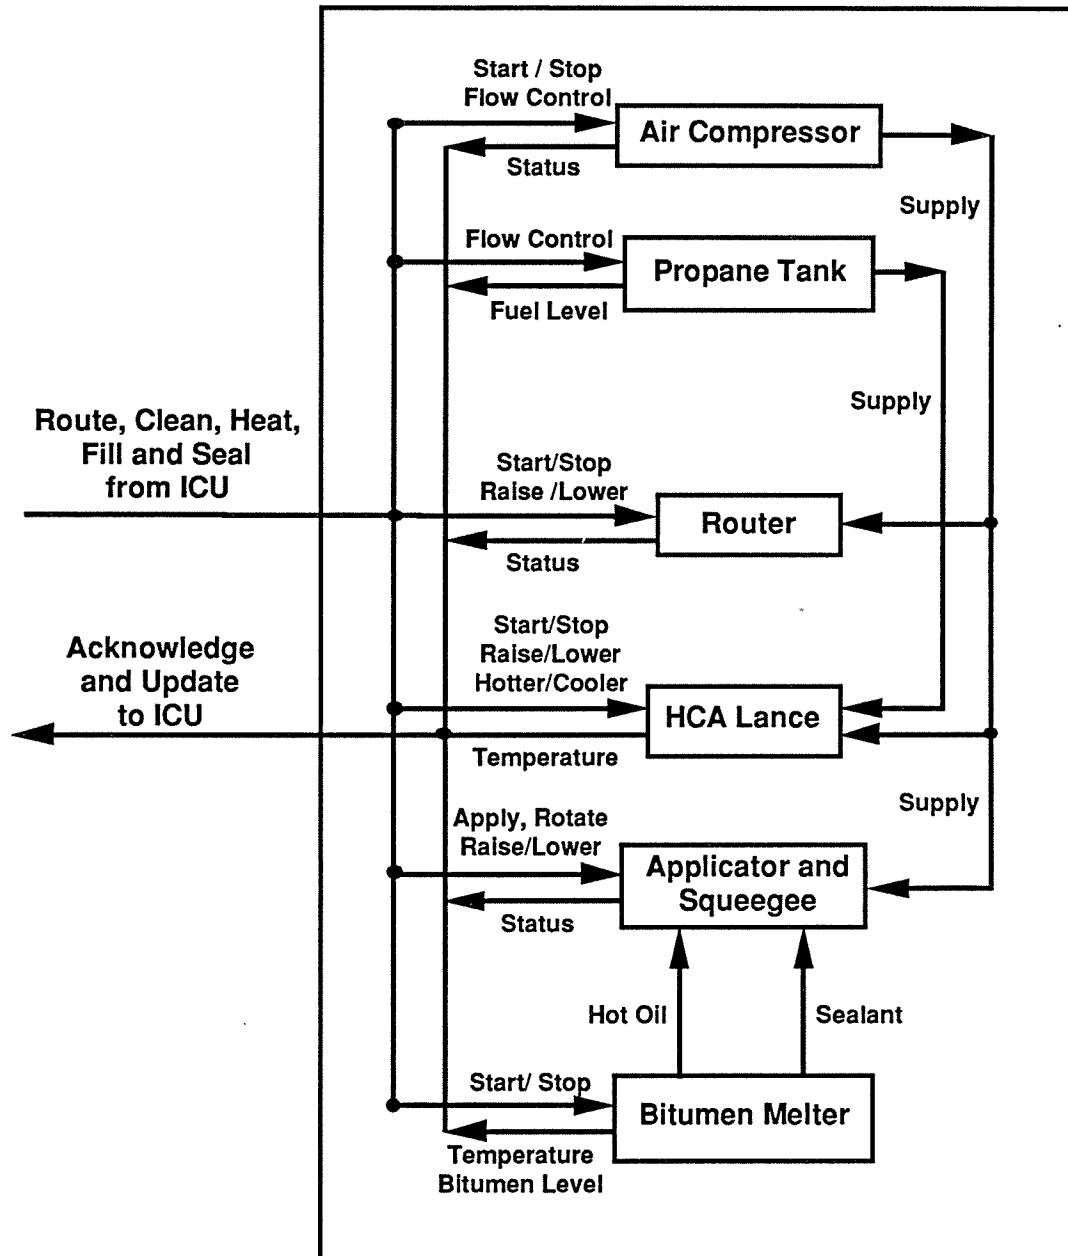 Start / Stop
Flow Control
Air Compressor
Status
Supply
Flow Control
Propane Tank
Fuel Level
Supply
Route, Clean, Heat,
Fill and Seal
from ICU
Start/Stop
Raise /Lower
Router
Status
Acknowledge
and Update
to ICU
Start/Stop
Raise/Lower
Hotter/Cooler
HCA Lance
Temperature
Supply
Apply, Rotate
Raise/Lower
Applicator and
Squeegee
Status
Hot Oil
Sealant
Start/ Stop
Bitumen Melter
Temperature
Bitumen Level